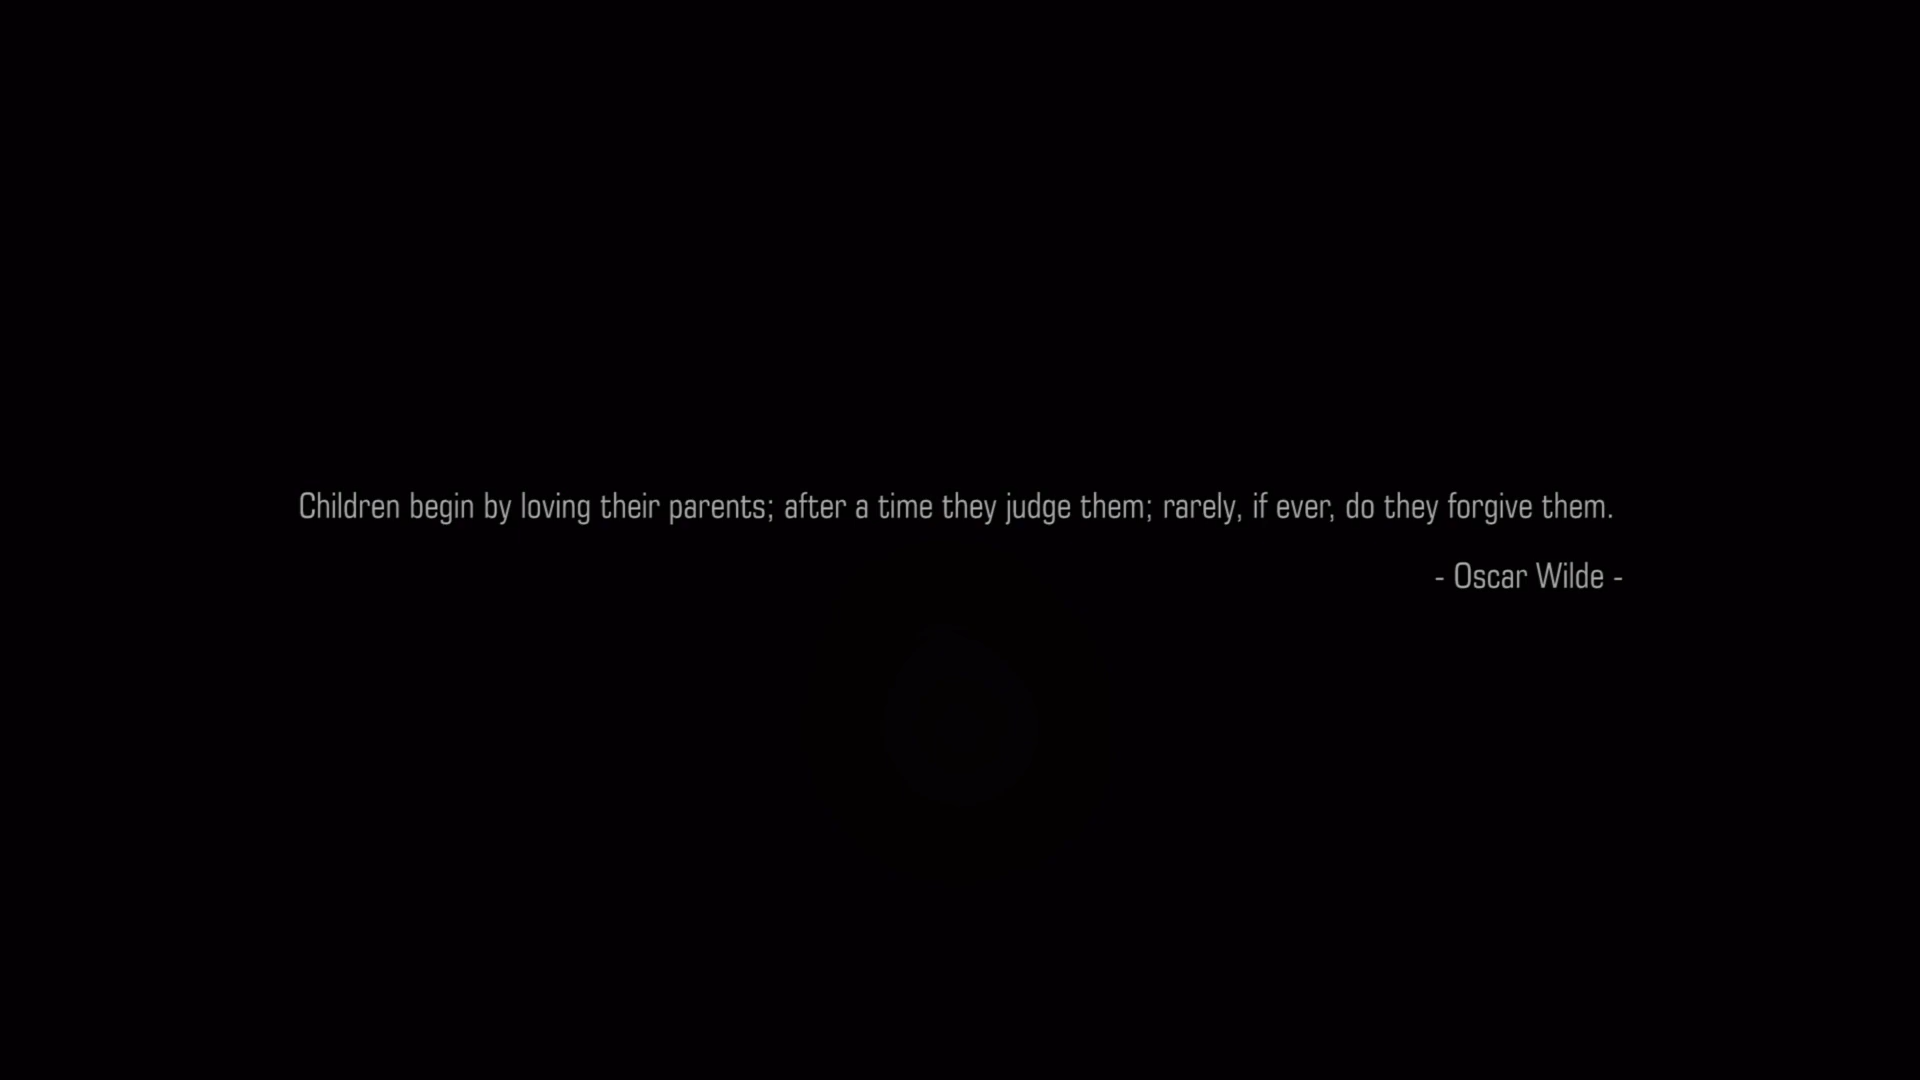 Children begin by loving their parents; after a time they judge them; rarely, if ever, do they forgive them.
- Oscar Wilde -